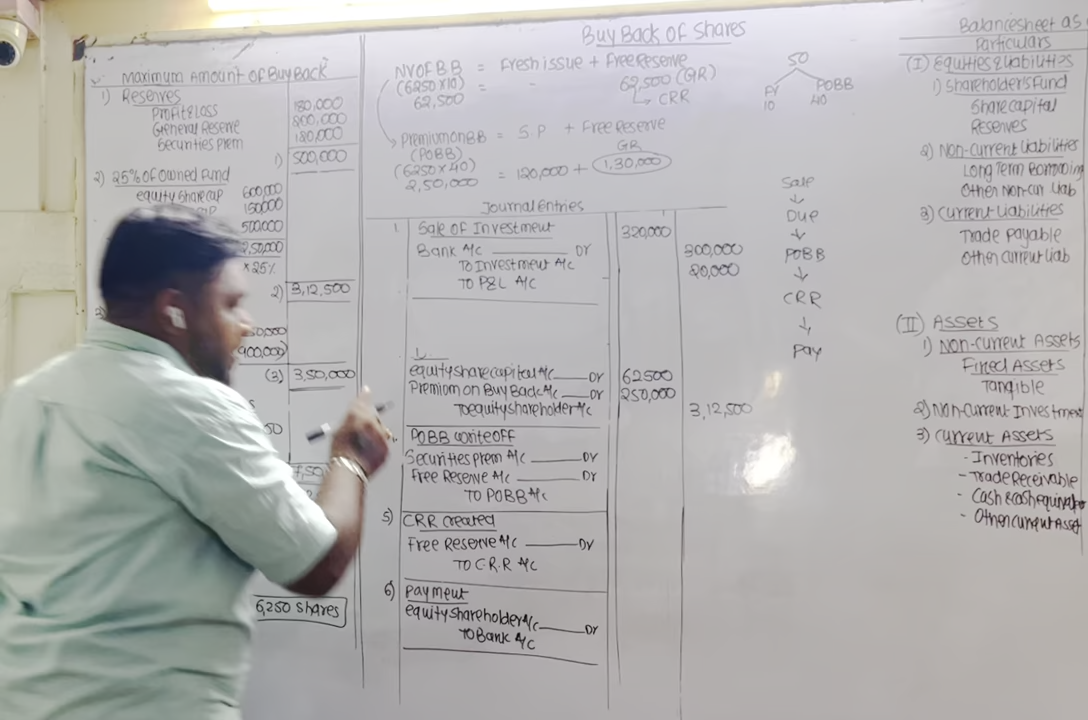 Buy Back of Shares
Maximum Amount of Buy Back
1) Reserves
Profit & Loss 180,000
General Reserve 200,000
Securities Prem 120,000
1) 500,000
2) 25% of Owned Fund
equity Share cap 600,000
150,000
500,000
2,50,000
× 25%
2) 3,12,500
900,000)
(3) 3,50,000
50
6,250 Shares
NV OF B B = Fresh issue + Free Reserve
(6250 x 10) = - 62,500 (GR)
62,500 ↳ CRR
Premium on BB = S.P + Free Reserve
(POBB) GR
(6250 x 40) = 120,000 + 1,30,000
2,50,000
50
FV POBB
10 40
Journal entries
1. Sale of Investment
Bank A/c ______ Dr 320,000
To Investment A/c 300,000
To P&L A/c 20,000
equity share capital A/c ____ Dr 62500
Premium on Buy Back A/c ____ Dr 250,000
To equity shareholder A/c 3,12,500
POBB write off
Securities prem A/c ______ Dr
Free Reserve A/c ______ Dr
To POBB A/c
5) CRR created
Free Reserve A/c ______ Dr
To C.R.R A/c
6) Payment
equity shareholder A/c ______ Dr
To Bank A/c
Sale
↓
Due
↓
POBB
↓
CRR
↓
Pay
Balance sheet as
Particulars
(I) Equities & Liabilities
1) Shareholder's Fund
Share capital
Reserves
2) Non-current Liabilities
Long Term Borrowing
Other Non-cur Liab
3) Current Liabilities
Trade Payable
Other current Liab
(II) Assets
1) Non-current Assets
Fixed Assets
Tangible
2) Non-current Investment
3) Current Assets
- Inventories
- Trade Receivable
- Cash & cash equivalent
- Other current Asset